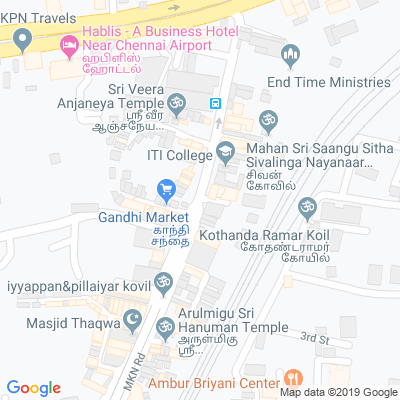 KPN Travels
Hablis - A Business Hotel
Near Chennai Airport
ஹபிளிஸ்
ஹோட்டல்
End Time Ministries
Sri Veera
Anjaneya Temple
ஸ்ரீ வீர
ஆஞ்சநேய...
ITI College
Mahan Sri Saangu Sitha
Sivalinga Nayanaar...
சிவன்
கோவில்
Gandhi Market
காந்தி
சந்தை
Kothanda Ramar Koil
கோதண்டராமர்
கோயில்
iyyappan&pillaiyar kovil
Masjid Thaqwa
Arulmigu Sri
Hanuman Temple
அருள்மிகு
ஸ்ரீ...
MKN Rd
3rd St
Ambur Briyani Center
Google
Map data ©2019 Google